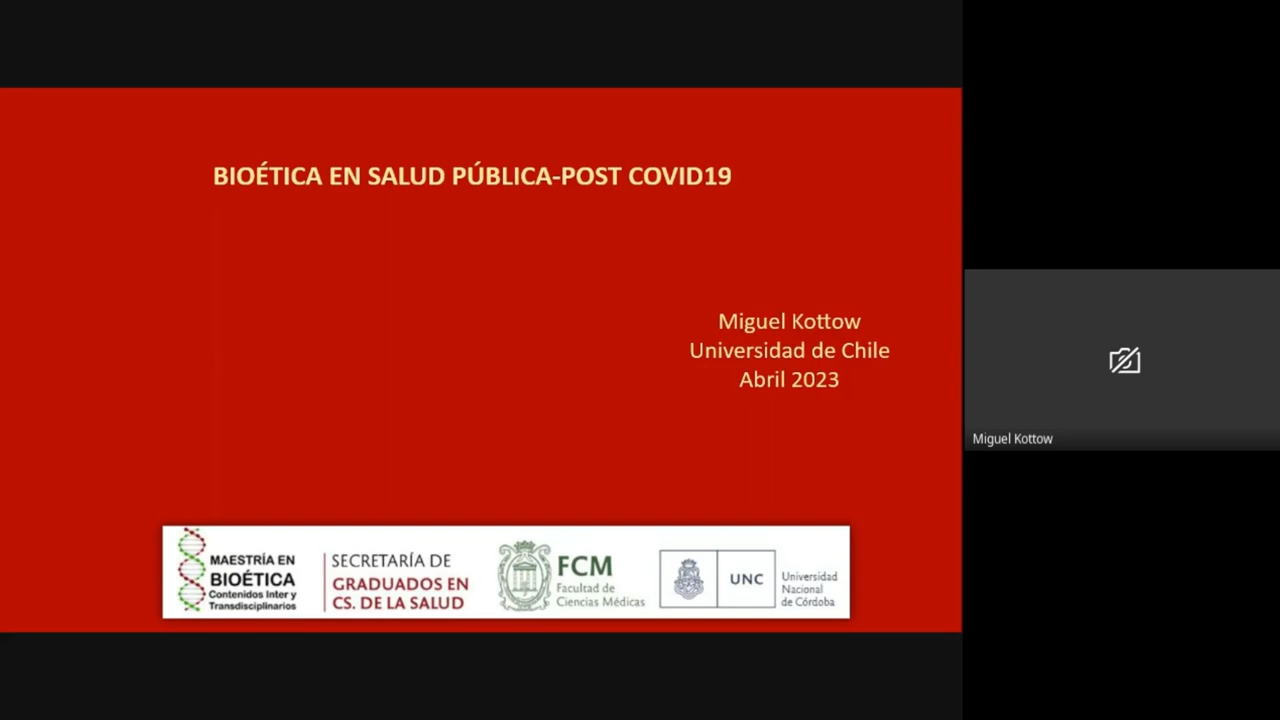 BIOÉTICA EN SALUD PÚBLICA-POST COVID19
Miguel Kottow
Universidad de Chile
Abril 2023
MAESTRÍA EN
BIOÉTICA
Contenidos Inter y
Transdisciplinarios
SECRETARÍA DE
GRADUADOS EN
CS. DE LA SALUD
FCM
Facultad de
Ciencias Médicas
UNC
Universidad
Nacional
de Córdoba
Miguel Kottow